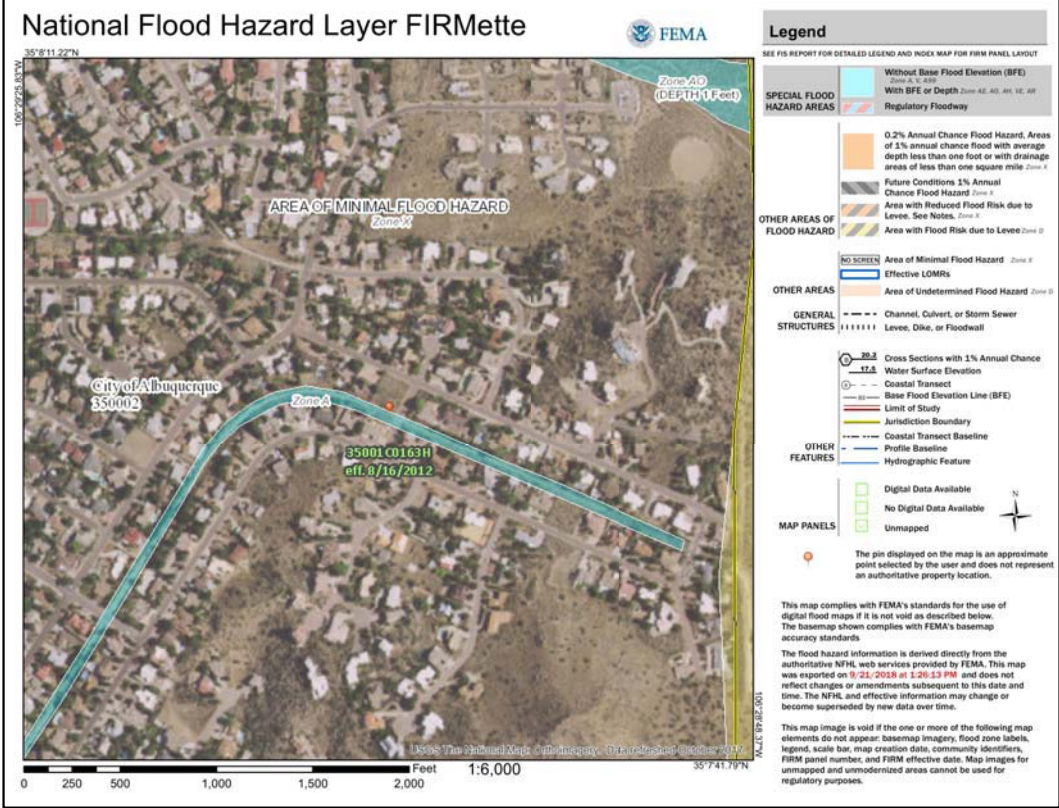 National Flood Hazard Layer FIRMette
FEMA
35°8'11.22"N
106°29'25.83"W
Zone AO
(DEPTH 1 Feet)
AREA OF MINIMAL FLOOD HAZARD
Zone X
City of Albuquerque
350002
Zone A
35001C0163H
eff. 8/16/2012
USGS The National Map: Orthoimagery. Data refreshed October 2017.
106°28'48.37"W
35°7'41.79"N
Feet
1:6,000
0
250
500
1,000
1,500
2,000
Legend
SEE FIS REPORT FOR DETAILED LEGEND AND INDEX MAP FOR FIRM PANEL LAYOUT
SPECIAL FLOOD
HAZARD AREAS
Without Base Flood Elevation (BFE)
Zone A, V, A99
With BFE or Depth Zone AE, AO, AH, VE, AR
Regulatory Floodway
OTHER AREAS OF
FLOOD HAZARD
0.2% Annual Chance Flood Hazard, Areas
of 1% annual chance flood with average
depth less than one foot or with drainage
areas of less than one square mile Zone X
Future Conditions 1% Annual
Chance Flood Hazard Zone X
Area with Reduced Flood Risk due to
Levee. See Notes. Zone X
Area with Flood Risk due to Levee Zone D
OTHER AREAS
NO SCREEN Area of Minimal Flood Hazard Zone X
Effective LOMRs
Area of Undetermined Flood Hazard Zone D
GENERAL
STRUCTURES
Channel, Culvert, or Storm Sewer
Levee, Dike, or Floodwall
OTHER
FEATURES
20.2 Cross Sections with 1% Annual Chance
17.5 Water Surface Elevation
Coastal Transect
Base Flood Elevation Line (BFE)
Limit of Study
Jurisdiction Boundary
Coastal Transect Baseline
Profile Baseline
Hydrographic Feature
MAP PANELS
Digital Data Available
No Digital Data Available
Unmapped
N
The pin displayed on the map is an approximate
point selected by the user and does not represent
an authoritative property location.
This map complies with FEMA's standards for the use of
digital flood maps if it is not void as described below.
The basemap shown complies with FEMA's basemap
accuracy standards
The flood hazard information is derived directly from the
authoritative NFHL web services provided by FEMA. This map
was exported on 9/21/2018 at 1:26:13 PM and does not
reflect changes or amendments subsequent to this date and
time. The NFHL and effective information may change or
become superseded by new data over time.
This map image is void if the one or more of the following map
elements do not appear: basemap imagery, flood zone labels,
legend, scale bar, map creation date, community identifiers,
FIRM panel number, and FIRM effective date. Map images for
unmapped and unmodernized areas cannot be used for
regulatory purposes.